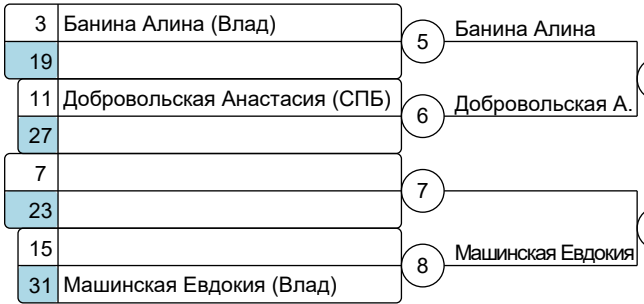 3 Банина Алина (Влад)
5 Банина Алина
19
11 Добровольская Анастасия (СПБ)
6 Добровольская А.
27
7
7
23
15
8 Машинская Евдокия
31 Машинская Евдокия (Влад)